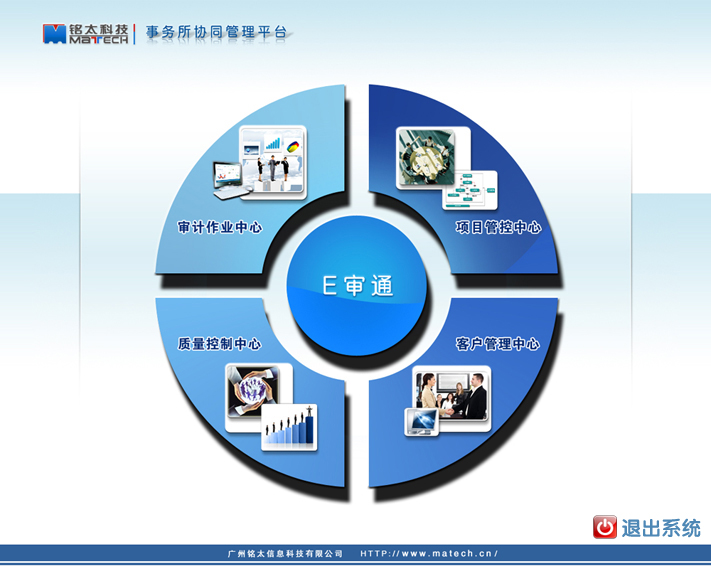 铭太科技
MATECH
事务所协同管理平台
审计作业中心
项目管控中心
E审通
质量控制中心
客户管理中心
退出系统
广州铭太信息科技有限公司 HTTP://www.matech.cn/